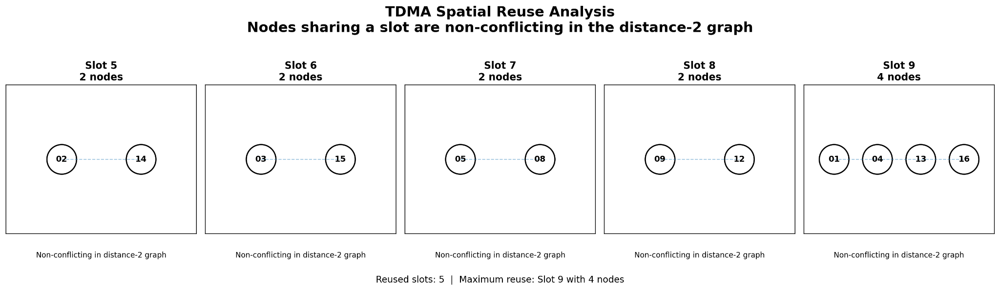 TDMA Spatial Reuse Analysis
Nodes sharing a slot are non-conflicting in the distance-2 graph
Slot 5
2 nodes
02
14
Non-conflicting in distance-2 graph
Slot 6
2 nodes
03
15
Non-conflicting in distance-2 graph
Slot 7
2 nodes
05
08
Non-conflicting in distance-2 graph
Slot 8
2 nodes
09
12
Non-conflicting in distance-2 graph
Slot 9
4 nodes
01
04
13
16
Non-conflicting in distance-2 graph
Reused slots: 5 | Maximum reuse: Slot 9 with 4 nodes